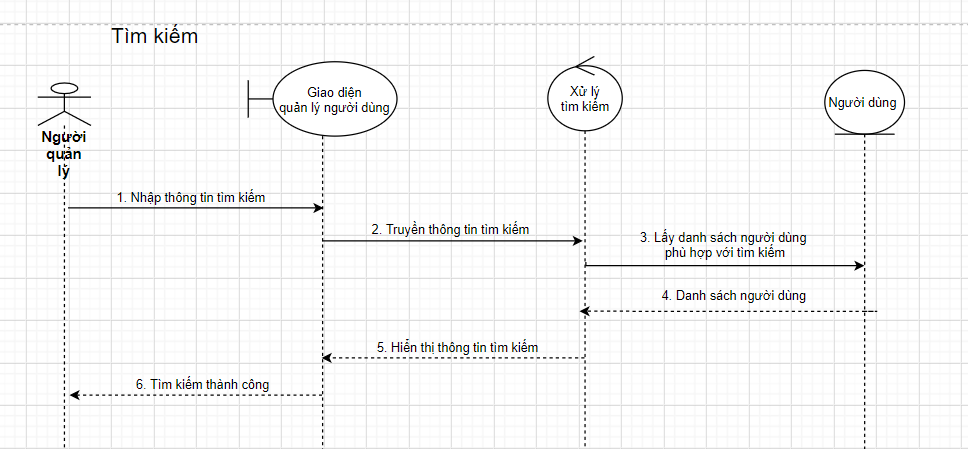 Tìm kiếm
Giao diện
quản lý người dùng
Xử lý
tìm kiếm
Người dùng
Người
quản
lý
1. Nhập thông tin tìm kiếm
2. Truyền thông tin tìm kiếm
3. Lấy danh sách người dùng
phù hợp với tìm kiếm
4. Danh sách người dùng
5. Hiển thị thông tin tìm kiếm
6. Tìm kiếm thành công